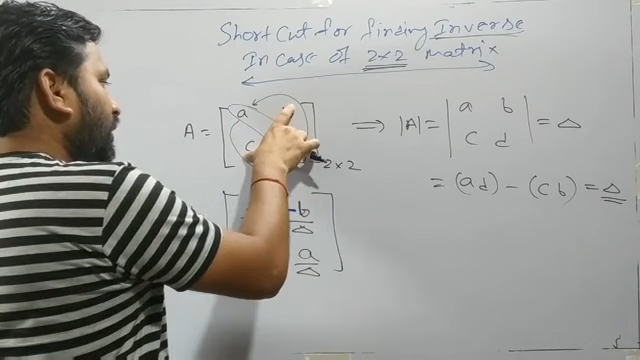 Short Cut for finding Inverse
In case of 2×2 matrix
A = [ a
c 2×2
⇒ |A| = | a b
c d | = Δ
= (ad) - (cb) = Δ
-b/Δ
a/Δ